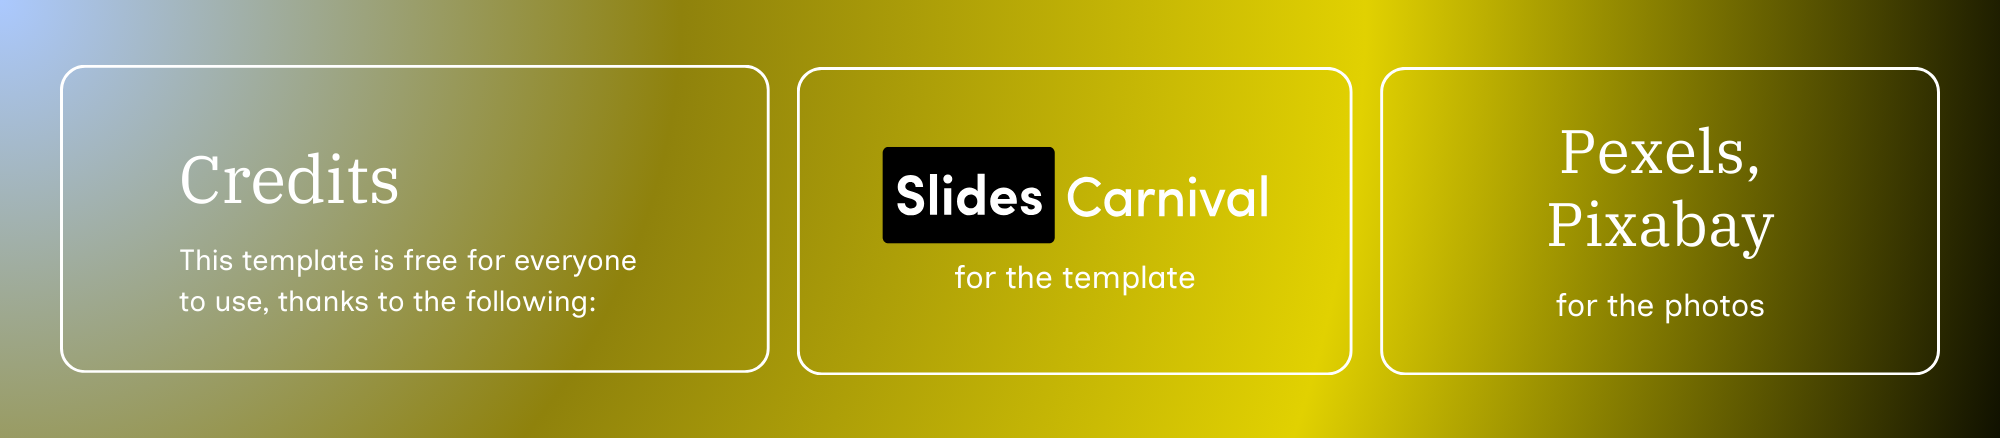 Credits
This template is free for everyone
to use, thanks to the following:
Slides Carnival
for the template
Pexels,
Pixabay
for the photos